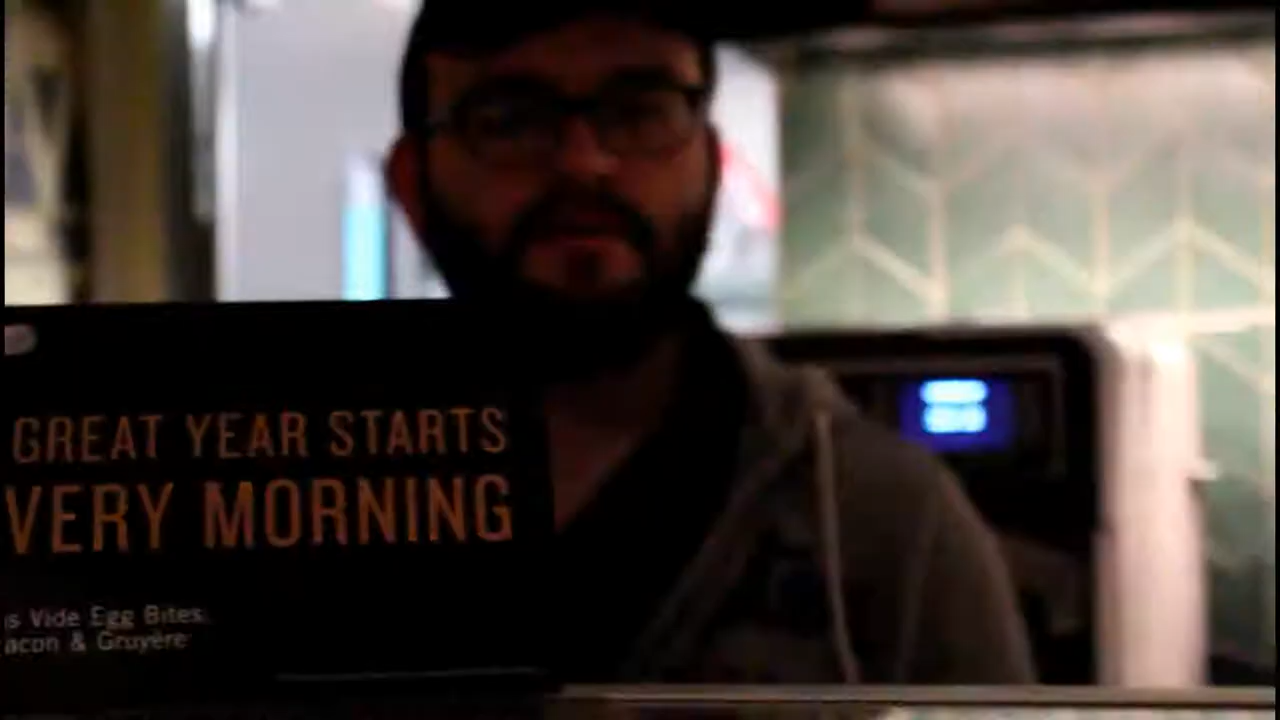 GREAT YEAR STARTS
VERY MORNING
s Vide Egg Bites:
acon & Gruyère